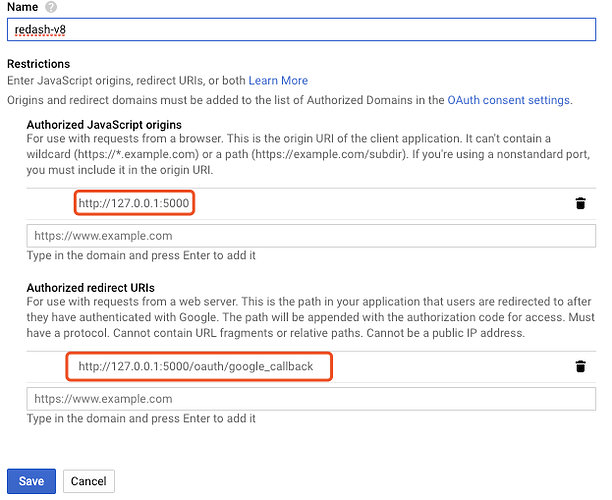 Name ?
redash-v8
Restrictions
Enter JavaScript origins, redirect URIs, or both Learn More
Origins and redirect domains must be added to the list of Authorized Domains in the OAuth consent settings.
Authorized JavaScript origins
For use with requests from a browser. This is the origin URI of the client application. It can't contain a
wildcard (https://*.example.com) or a path (https://example.com/subdir). If you're using a nonstandard port,
you must include it in the origin URI.
http://127.0.0.1:5000
https://www.example.com
Type in the domain and press Enter to add it
Authorized redirect URIs
For use with requests from a web server. This is the path in your application that users are redirected to after
they have authenticated with Google. The path will be appended with the authorization code for access. Must
have a protocol. Cannot contain URL fragments or relative paths. Cannot be a public IP address.
http://127.0.0.1:5000/oauth/google_callback
https://www.example.com
Type in the domain and press Enter to add it
Save Cancel